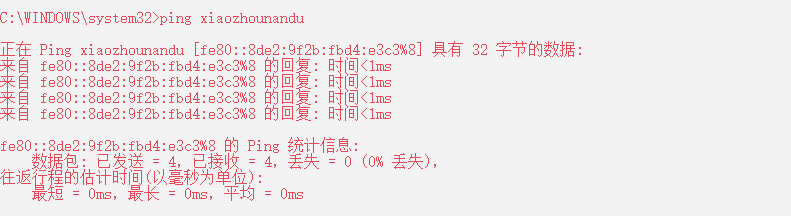 C:\WINDOWS\system32>ping xiaozhounandu
正在 Ping xiaozhounandu [fe80::8de2:9f2b:fbd4:e3c3%8] 具有 32 字节的数据:
来自 fe80::8de2:9f2b:fbd4:e3c3%8 的回复: 时间<1ms
来自 fe80::8de2:9f2b:fbd4:e3c3%8 的回复: 时间<1ms
来自 fe80::8de2:9f2b:fbd4:e3c3%8 的回复: 时间<1ms
来自 fe80::8de2:9f2b:fbd4:e3c3%8 的回复: 时间<1ms
fe80::8de2:9f2b:fbd4:e3c3%8 的 Ping 统计信息:
数据包: 已发送 = 4, 已接收 = 4, 丢失 = 0 (0% 丢失),
往返行程的估计时间(以毫秒为单位):
最短 = 0ms, 最长 = 0ms, 平均 = 0ms